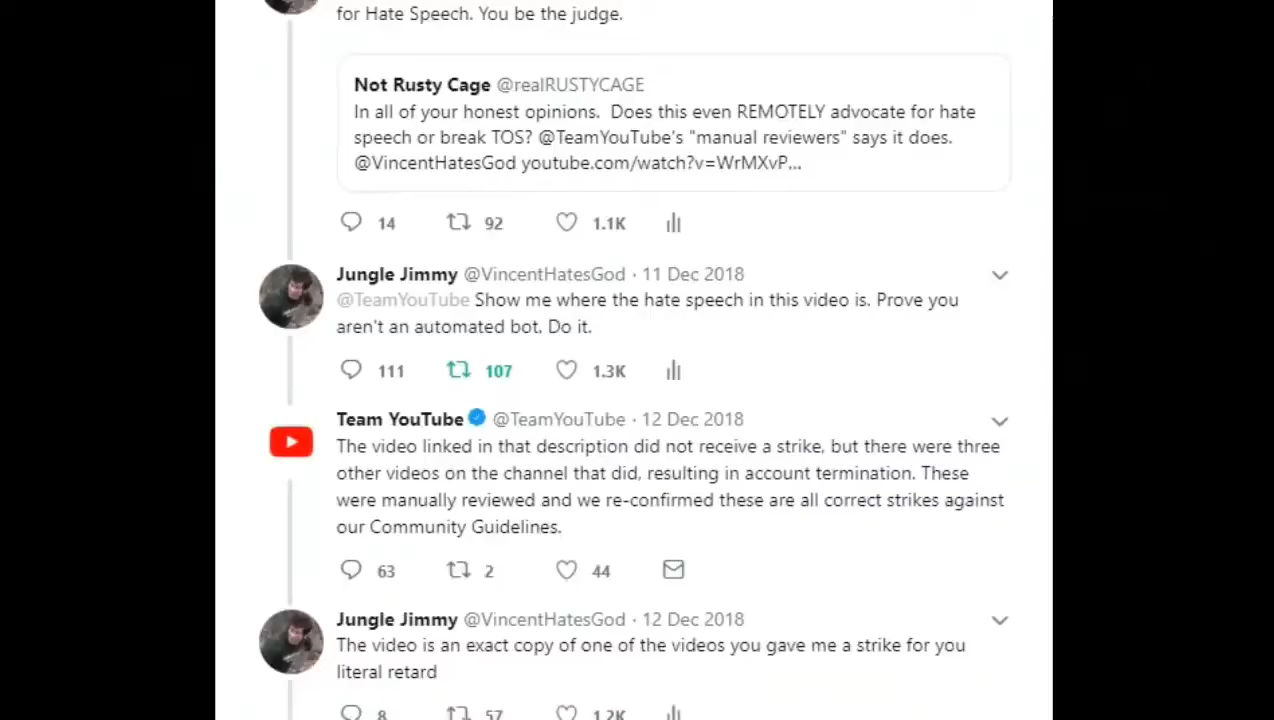 for Hate Speech. You be the judge.
Not Rusty Cage @realRUSTYCAGE
In all of your honest opinions. Does this even REMOTELY advocate for hate
speech or break TOS? @TeamYouTube's "manual reviewers" says it does.
@VincentHatesGod youtube.com/watch?v=WrMXvP...
14 92 1.1K
Jungle Jimmy @VincentHatesGod · 11 Dec 2018
@TeamYouTube Show me where the hate speech in this video is. Prove you
aren't an automated bot. Do it.
111 107 1.3K
Team YouTube @TeamYouTube · 12 Dec 2018
The video linked in that description did not receive a strike, but there were three
other videos on the channel that did, resulting in account termination. These
were manually reviewed and we re-confirmed these are all correct strikes against
our Community Guidelines.
63 2 44
Jungle Jimmy @VincentHatesGod · 12 Dec 2018
The video is an exact copy of one of the videos you gave me a strike for you
literal retard
8 57 1.2K